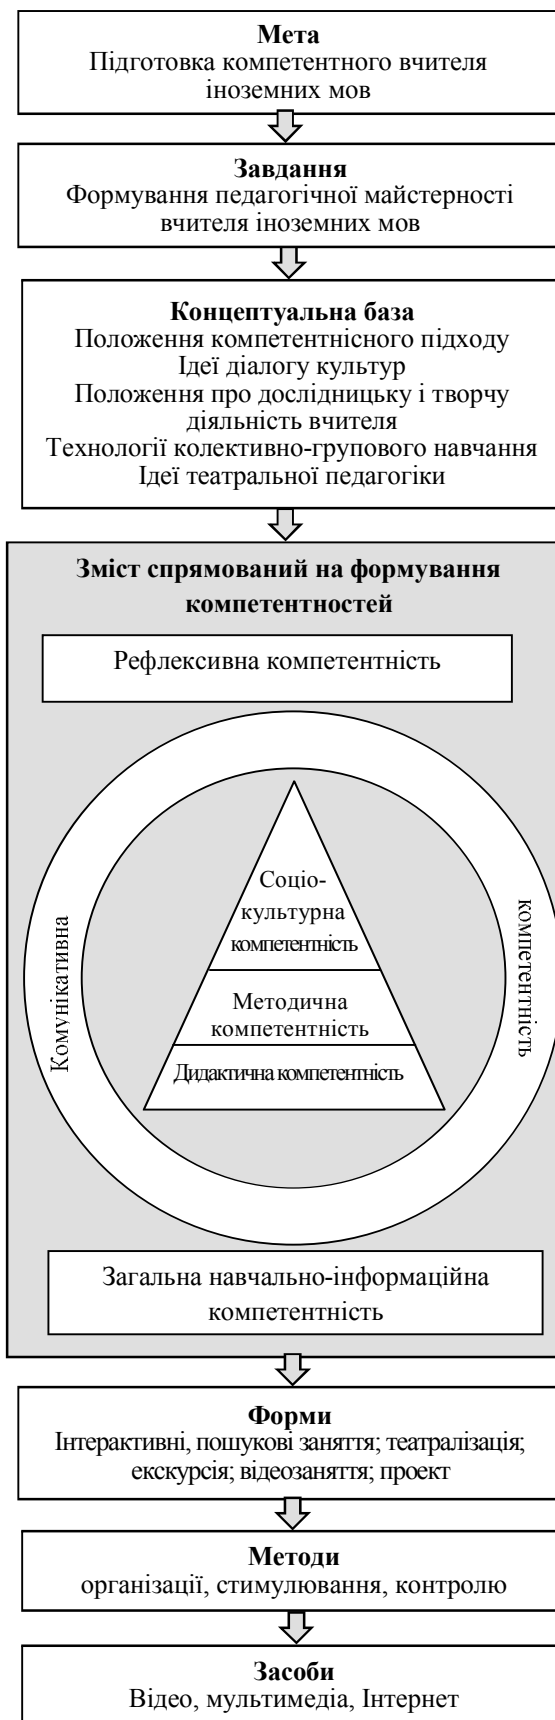 Мета
Підготовка компетентного вчителя
іноземних мов
Завдання
Формування педагогічної майстерності
вчителя іноземних мов
Концептуальна база
Положення компетентнісного підходу
Ідеї діалогу культур
Положення про дослідницьку і творчу
діяльність вчителя
Технології колективно-групового навчання
Ідеї театральної педагогіки
Зміст спрямований на формування
компетентностей
Рефлексивна компетентність
Комунікативна
компетентність
Соціо-
культурна
компетентність
Методична
компетентність
Дидактична компетентність
Загальна навчально-інформаційна
компетентність
Форми
Інтерактивні, пошукові заняття; театралізація;
екскурсія; відеозаняття; проект
Методи
організації, стимулювання, контролю
Засоби
Відео, мультимедіа, Інтернет